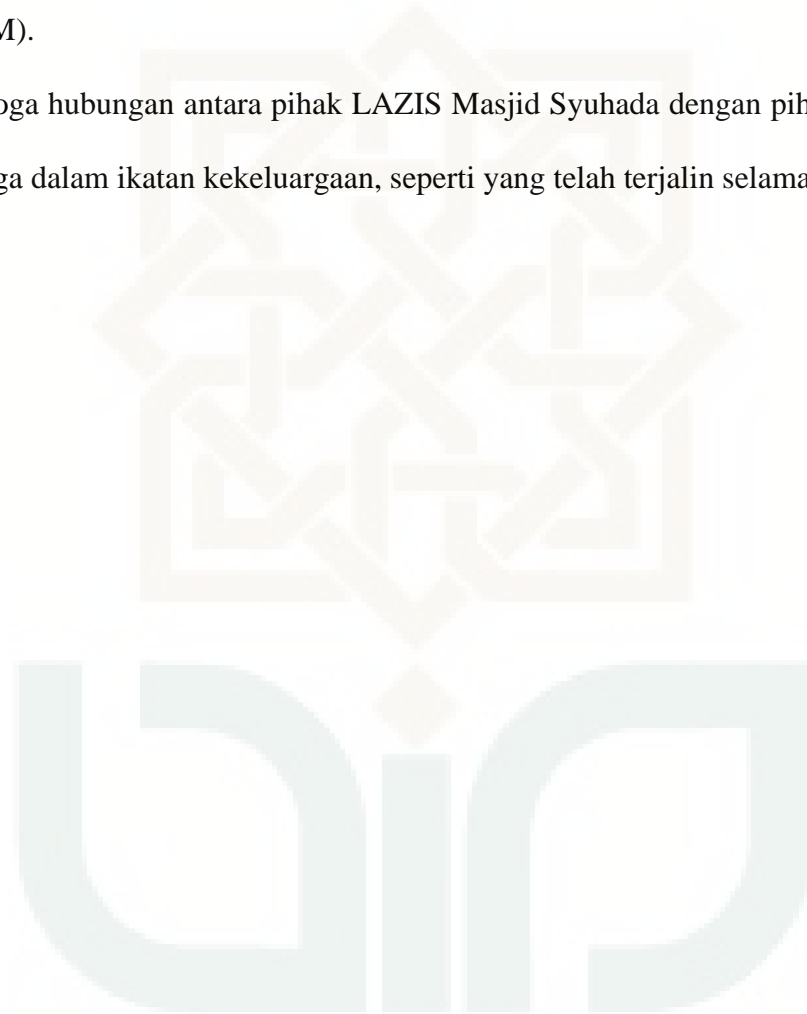 M).
oga hubungan antara pihak LAZIS Masjid Syuhada dengan pih
ga dalam ikatan kekeluargaan, seperti yang telah terjalin selama